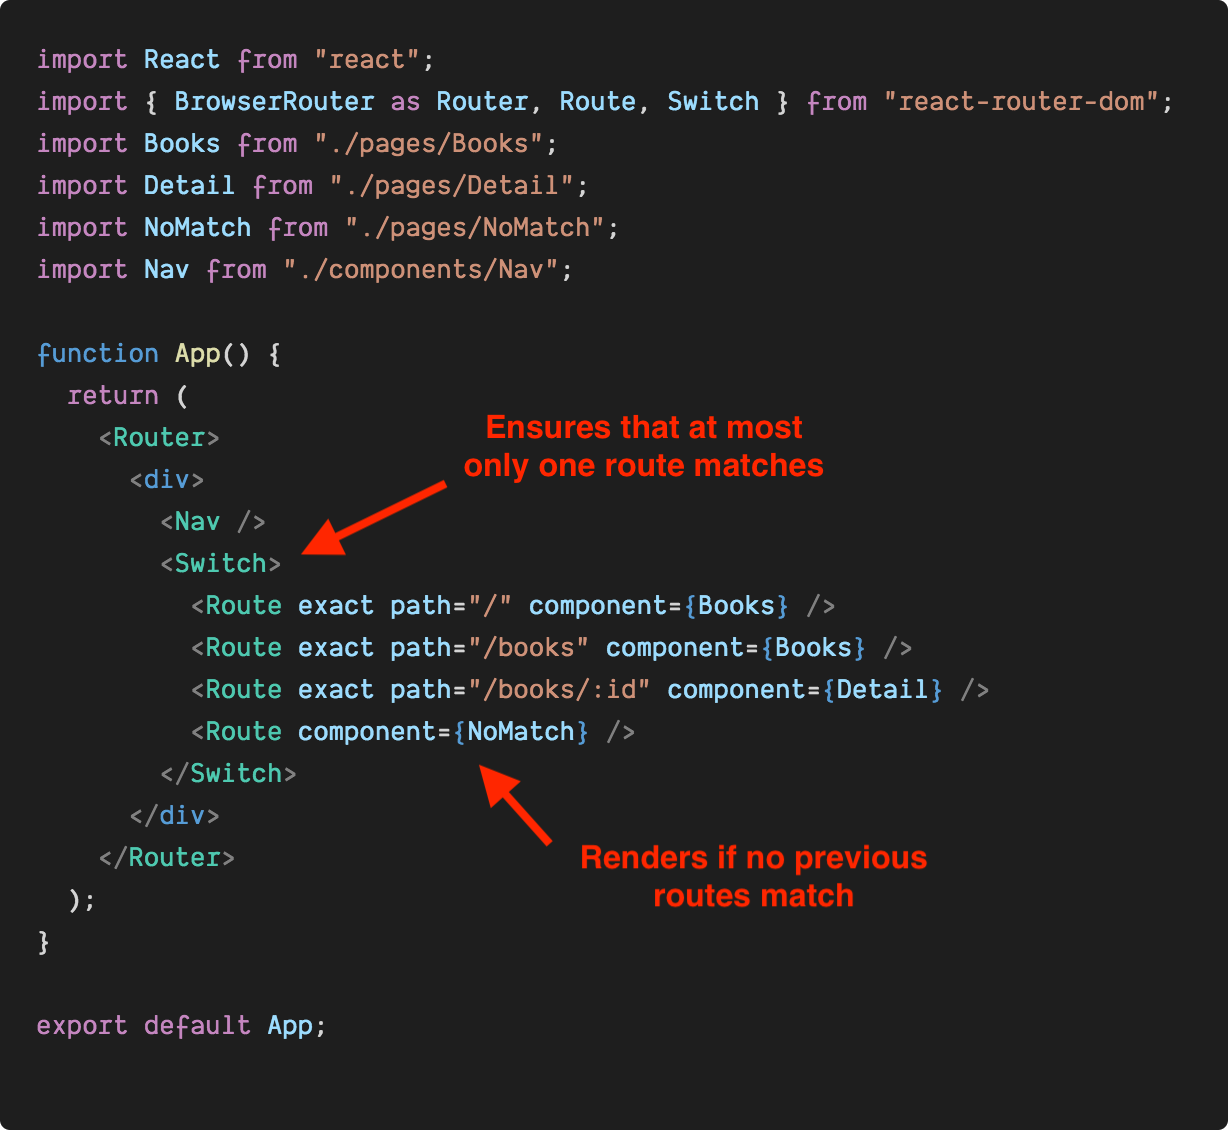 import React from "react";
import { BrowserRouter as Router, Route, Switch } from "react-router-dom";
import Books from "./pages/Books";
import Detail from "./pages/Detail";
import NoMatch from "./pages/NoMatch";
import Nav from "./components/Nav";

function App() {
  return (
    <Router>
      <div>
        <Nav />
        <Switch>
          <Route exact path="/" component={Books} />
          <Route exact path="/books" component={Books} />
          <Route exact path="/books/:id" component={Detail} />
          <Route component={NoMatch} />
        </Switch>
      </div>
    </Router>
  );
}

export default App;
Ensures that at most
only one route matches
Renders if no previous
routes match